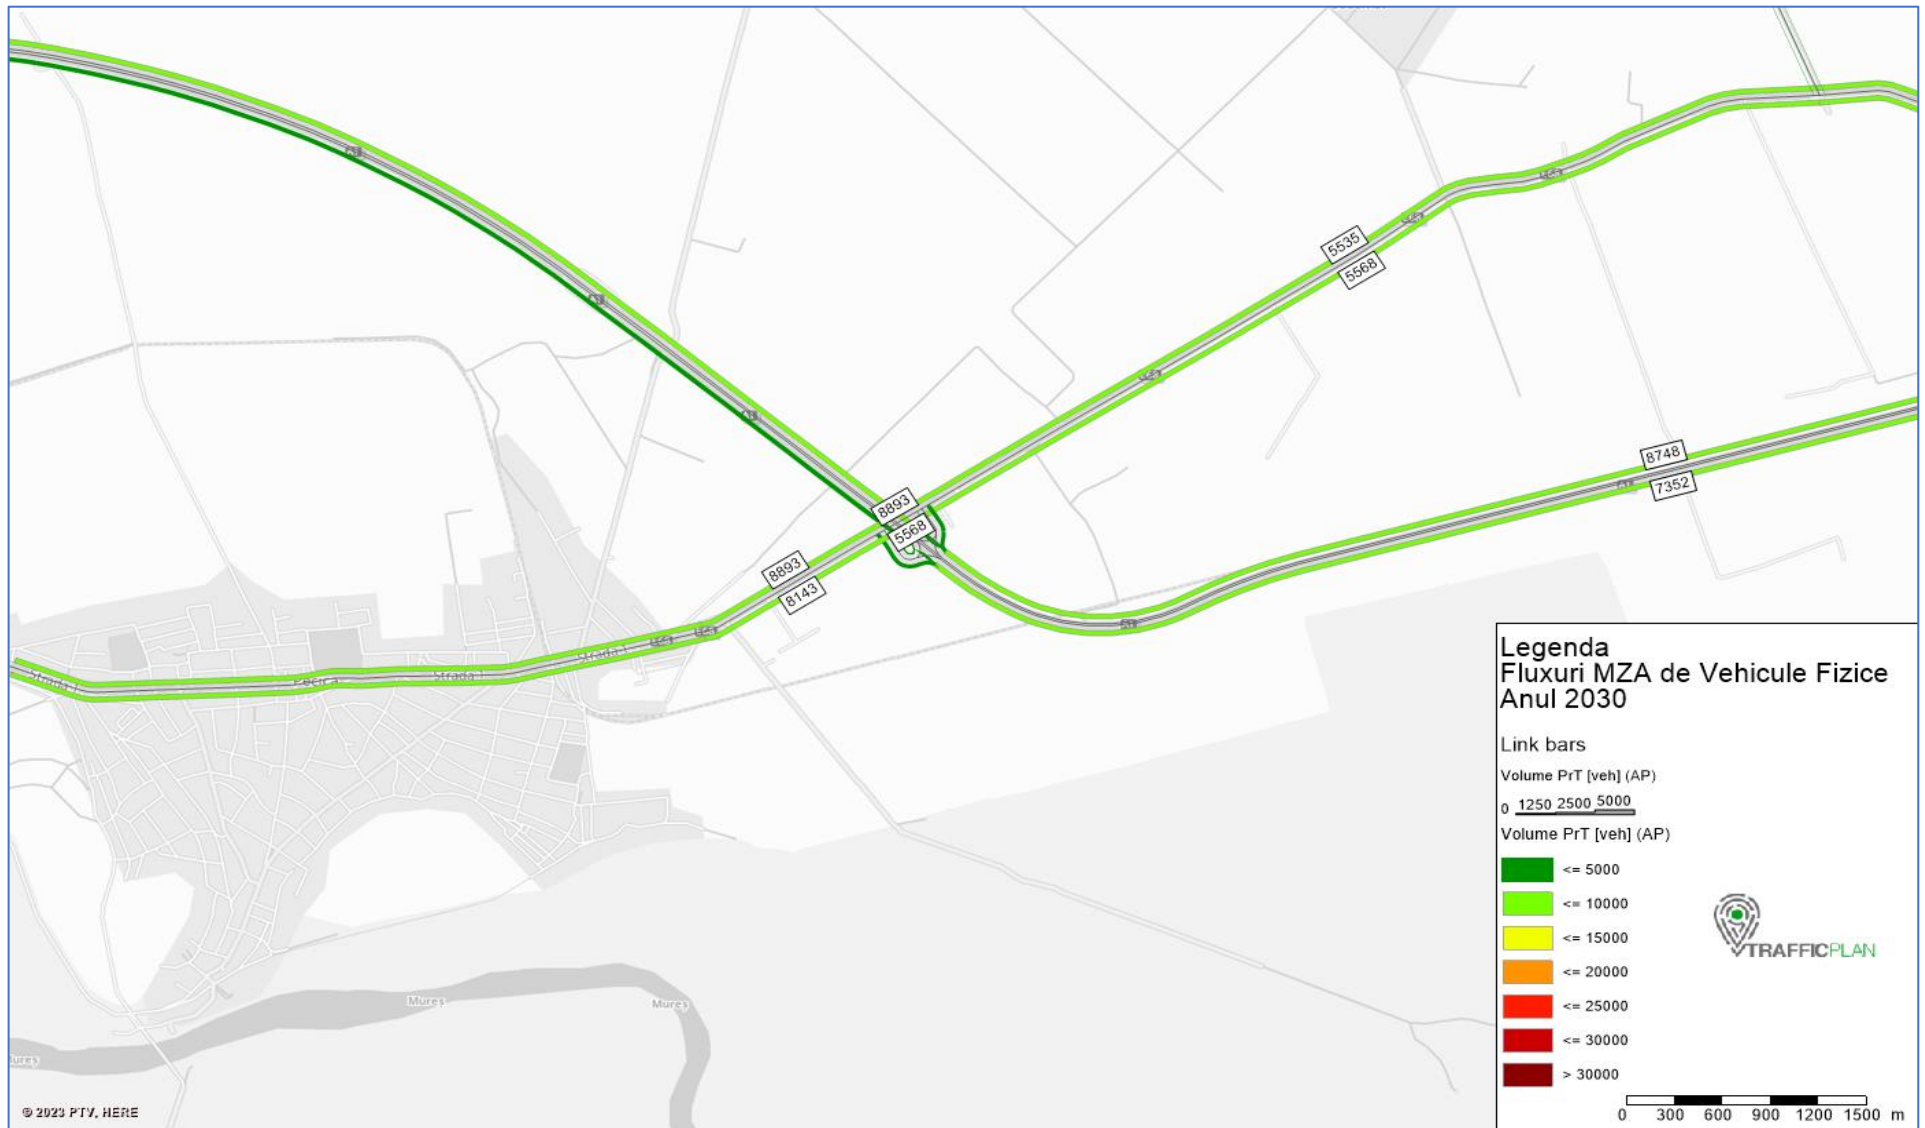 5535
5568
8748
7352
8893
5568
8893
8143
Strada I
Strada I
Pecica
Strada I
Mures
Mures
© 2023 PTV, HERE
Legenda
Fluxuri MZA de Vehicule Fizice
Anul 2030
Link bars
Volume PrT [veh] (AP)
0 1250 2500 5000
Volume PrT [veh] (AP)
<= 5000
<= 10000
<= 15000
<= 20000
<= 25000
<= 30000
> 30000
TRAFFICPLAN
0 300 600 900 1200 1500 m